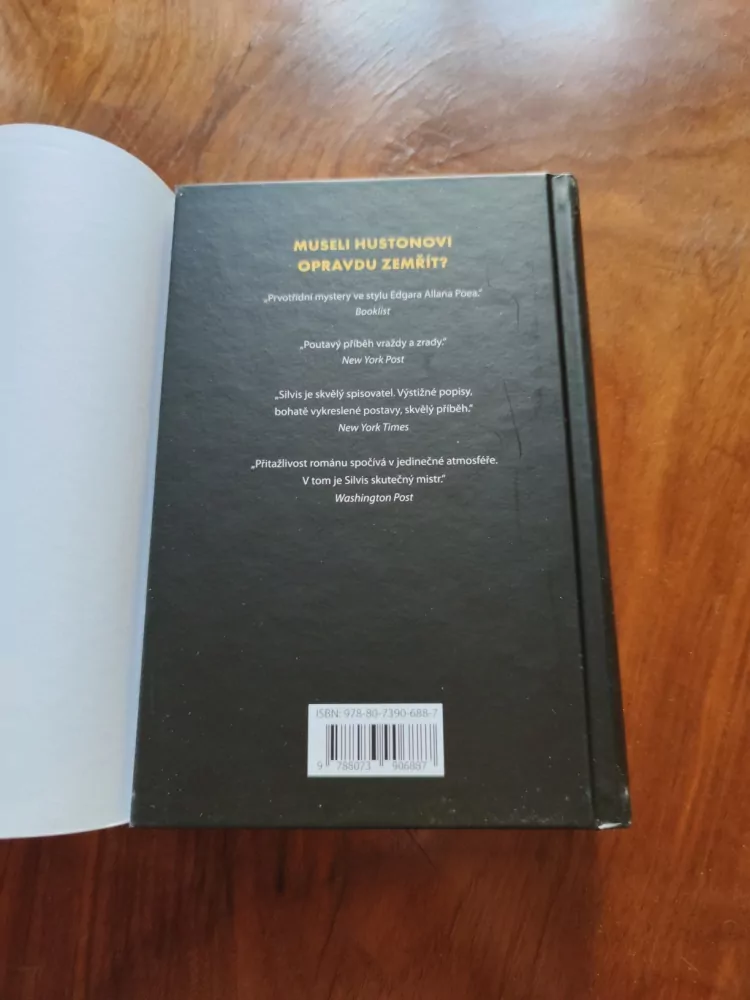 MUSELI HUSTONOVI
OPRAVDU ZEMŘÍT?
„Prvotřídní mystery ve stylu Edgara Allana Poea.“
Booklist
„Poutavý příběh vraždy a zrady.“
New York Post
„Silvis je skvělý spisovatel. Výstižné popisy,
bohatě vykreslené postavy, skvělý příběh.“
New York Times
„Přitažlivost románu spočívá v jedinečné atmosféře.
V tom je Silvis skutečný mistr.“
Washington Post
ISBN: 978-80-7390-688-7
9 788073 906887